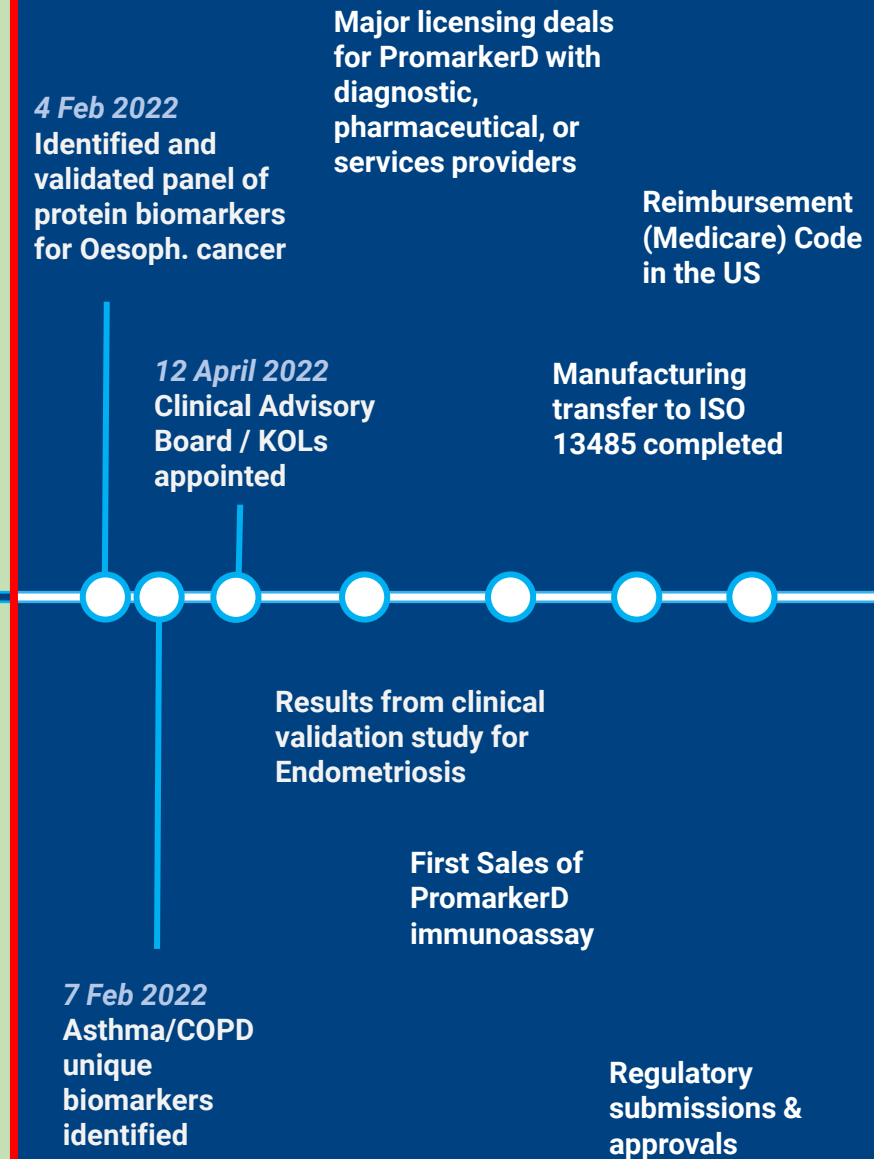 Major licensing deals
for PromarkerD with
diagnostic,
pharmaceutical, or
services providers
4 Feb 2022
Identified and
validated panel of
protein biomarkers
for Oesoph. cancer
Reimbursement
(Medicare) Code
in the US
12 April 2022
Clinical Advisory
Board / KOLs
appointed
Manufacturing
transfer to ISO
13485 completed
Results from clinical
validation study for
Endometriosis
First Sales of
PromarkerD
immunoassay
7 Feb 2022
Asthma/COPD
unique
biomarkers
identified
Regulatory
submissions &
approvals